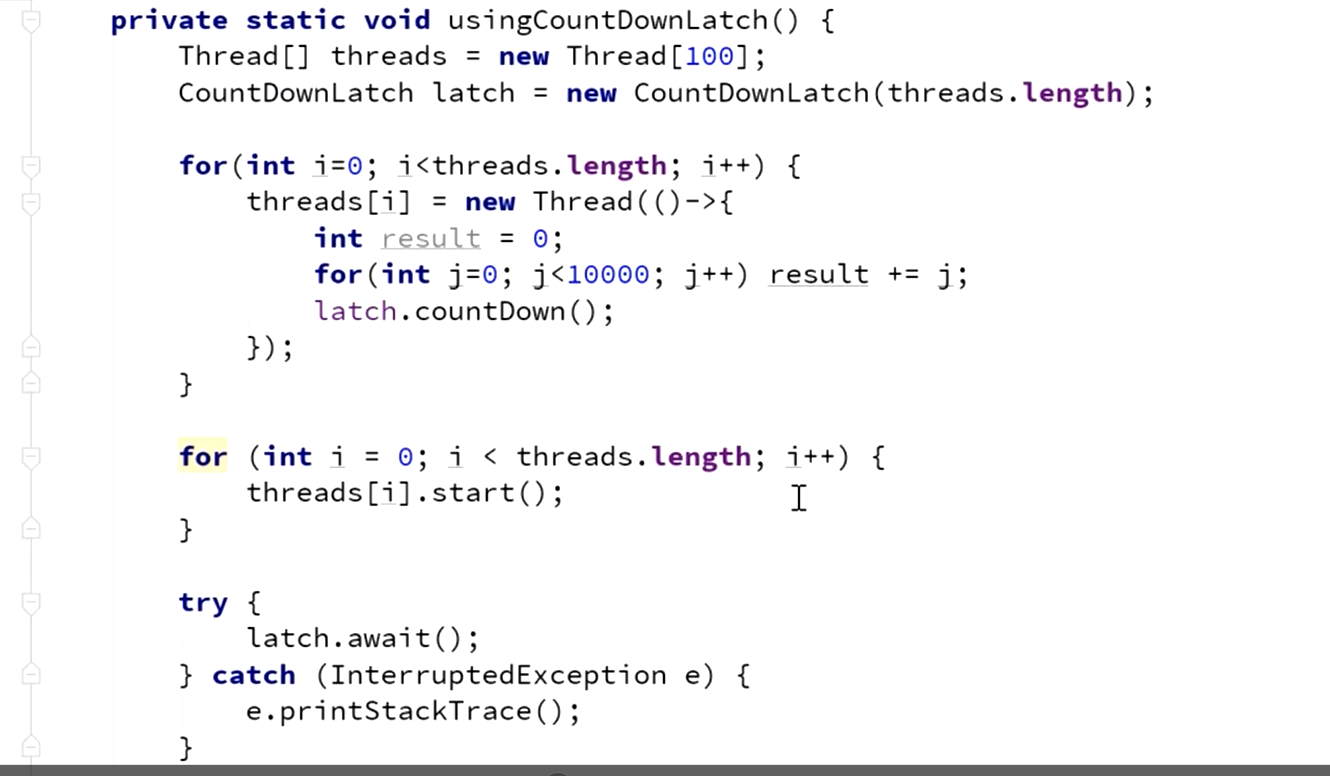 private static void usingCountDownLatch() {
    Thread[] threads = new Thread[100];
    CountDownLatch latch = new CountDownLatch(threads.length);

    for(int i=0; i<threads.length; i++) {
        threads[i] = new Thread(()->{
            int result = 0;
            for(int j=0; j<10000; j++) result += j;
            latch.countDown();
        });
    }

    for (int i = 0; i < threads.length; i++) {
        threads[i].start();
    }

    try {
        latch.await();
    } catch (InterruptedException e) {
        e.printStackTrace();
    }